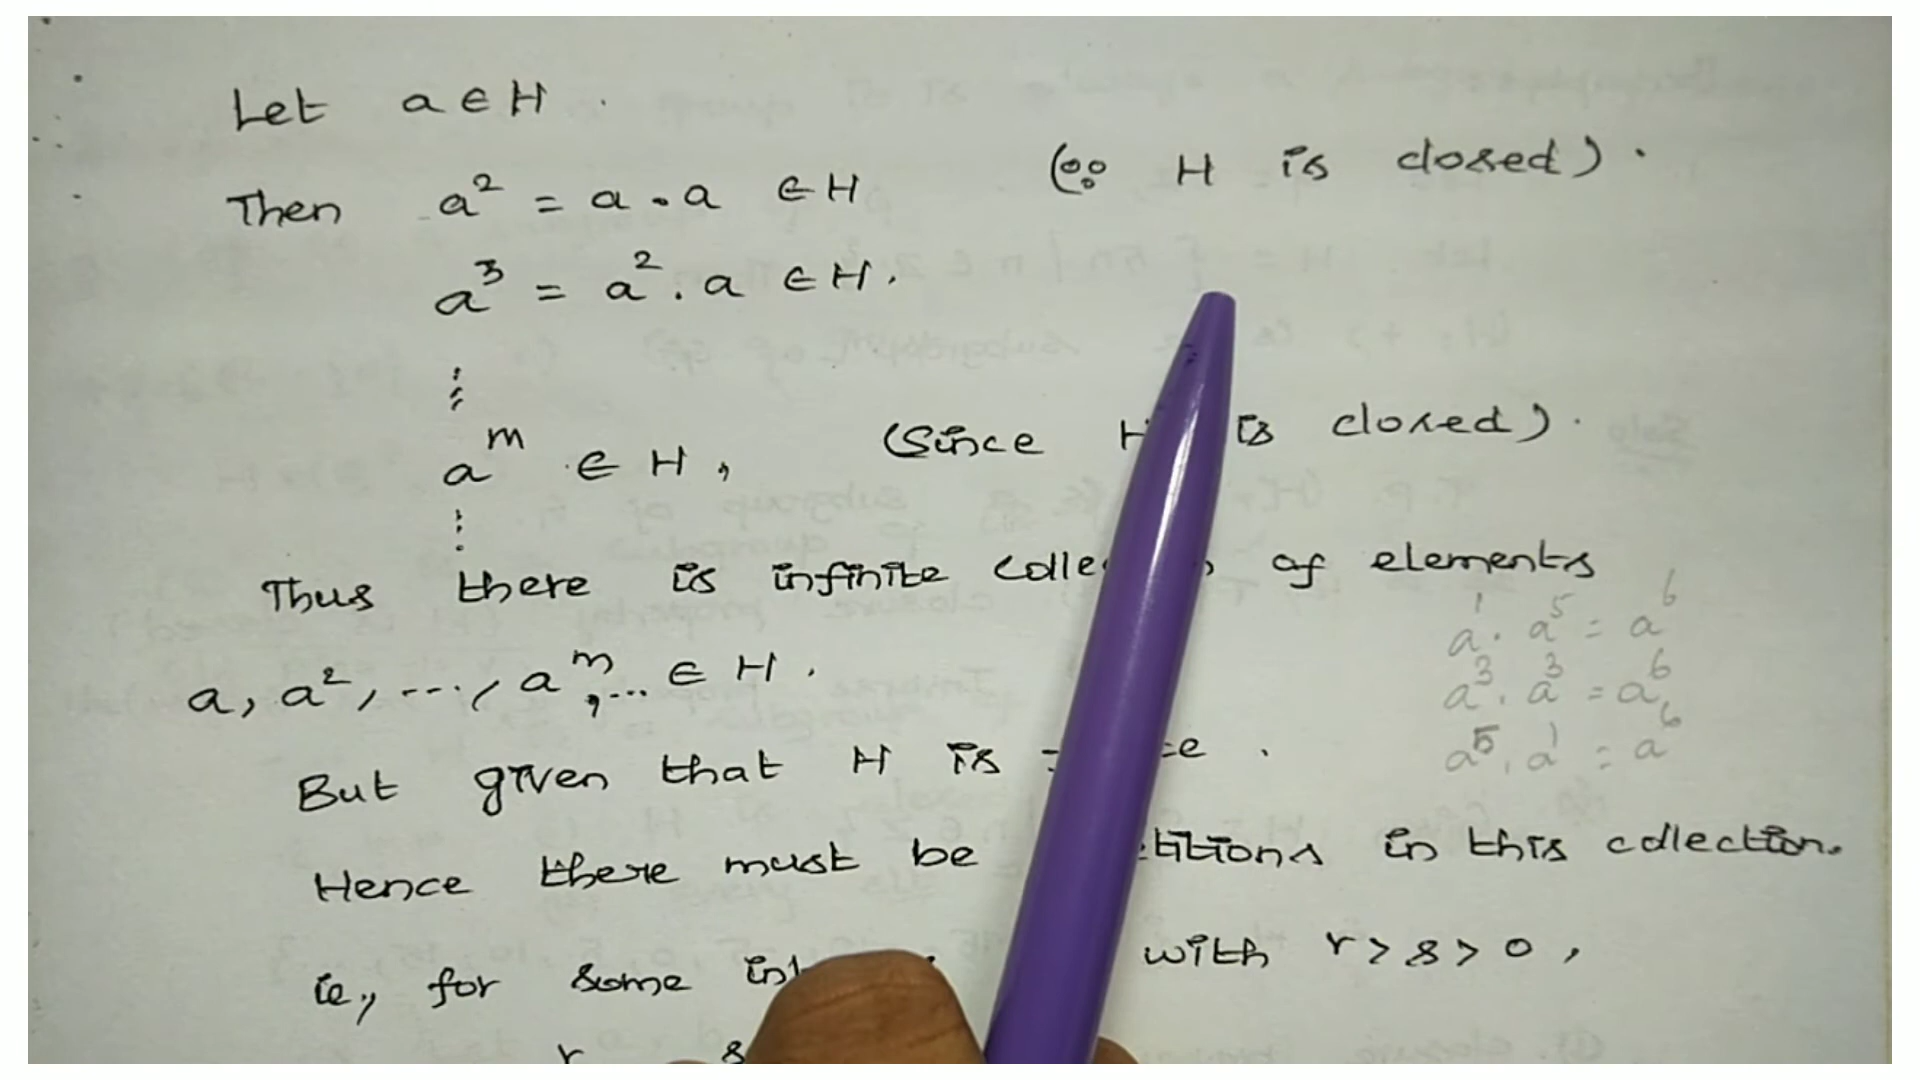 Let a ∈ H .
Then a² = a . a ∈ H (∵ H is closed) .
a³ = a² . a ∈ H .
⋮
aᵐ ∈ H , (Since H is closed) .
⋮
Thus there is infinite of elements
a¹ . a⁵ = a⁶
a, a², ---, aᵐ, ... ∈ H .
a³ . a³ = a⁶
a⁵ . a¹ = a⁶
But given that H is .
Hence there must be in this collection.
ie, for some with r > s > 0 ,
r s